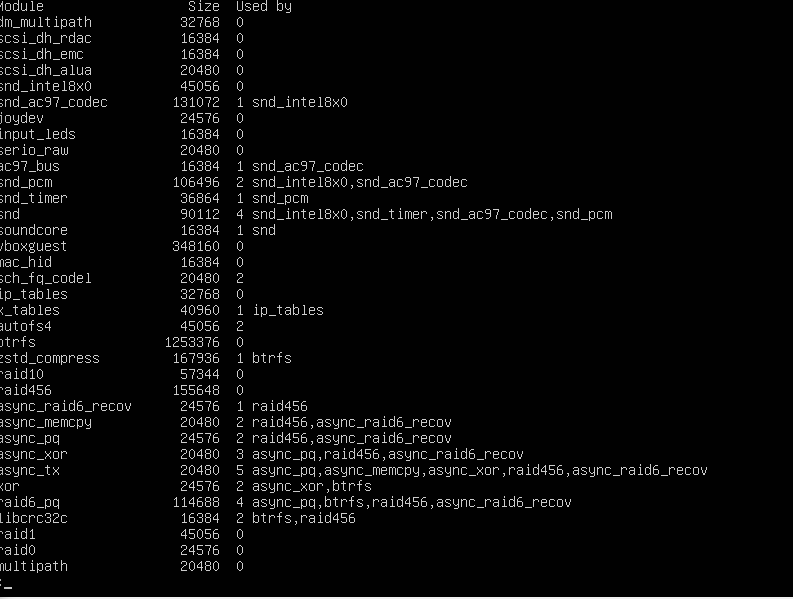 Module Size Used by
dm_multipath 32768 0
scsi_dh_rdac 16384 0
scsi_dh_emc 16384 0
scsi_dh_alua 20480 0
snd_intel8x0 45056 0
snd_ac97_codec 131072 1 snd_intel8x0
joydev 24576 0
input_leds 16384 0
serio_raw 20480 0
ac97_bus 16384 1 snd_ac97_codec
snd_pcm 106496 2 snd_intel8x0,snd_ac97_codec
snd_timer 36864 1 snd_pcm
snd 90112 4 snd_intel8x0,snd_timer,snd_ac97_codec,snd_pcm
soundcore 16384 1 snd
vboxguest 348160 0
mac_hid 16384 0
sch_fq_codel 20480 2
ip_tables 32768 0
x_tables 40960 1 ip_tables
autofs4 45056 2
btrfs 1253376 0
zstd_compress 167936 1 btrfs
raid10 57344 0
raid456 155648 0
async_raid6_recov 24576 1 raid456
async_memcpy 20480 2 raid456,async_raid6_recov
async_pq 24576 2 raid456,async_raid6_recov
async_xor 20480 3 async_pq,raid456,async_raid6_recov
async_tx 20480 5 async_pq,async_memcpy,async_xor,raid456,async_raid6_recov
xor 24576 2 async_xor,btrfs
raid6_pq 114688 4 async_pq,btrfs,raid456,async_raid6_recov
libcrc32c 16384 2 btrfs,raid456
raid1 45056 0
raid0 24576 0
multipath 20480 0
:_